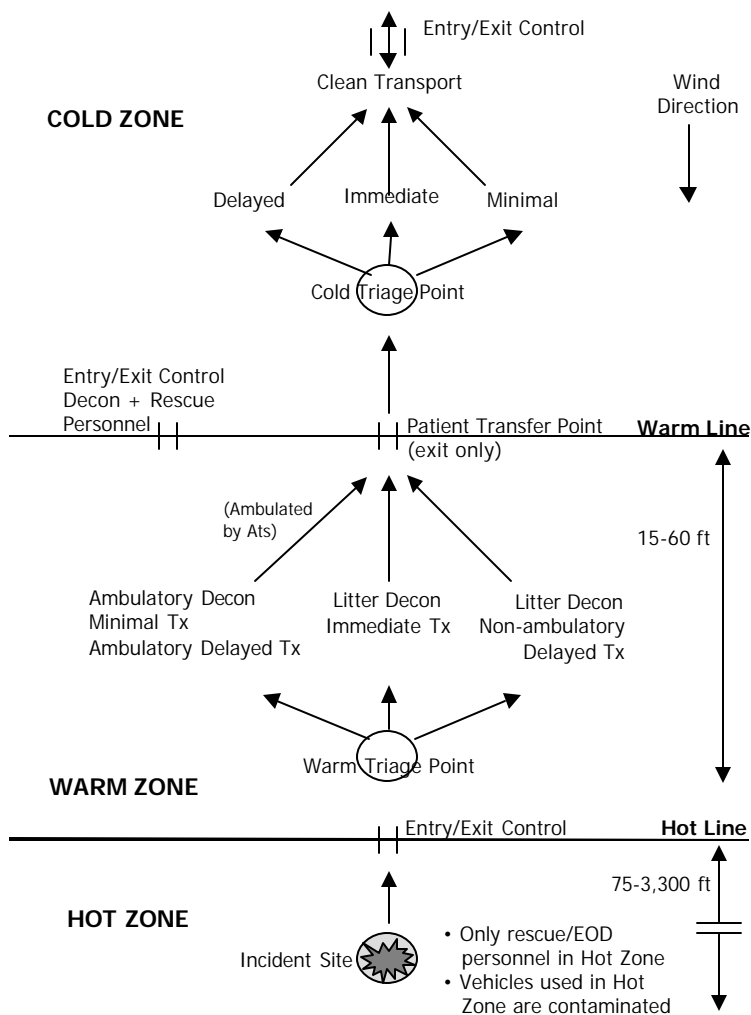 Entry/Exit Control
Clean Transport
Wind
Direction
COLD ZONE
Delayed
Immediate
Minimal
Cold Triage Point
Entry/Exit Control
Decon + Rescue
Personnel
Patient Transfer Point
(exit only)
Warm Line
(Ambulated
by Ats)
15-60 ft
Ambulatory Decon
Minimal Tx
Ambulatory Delayed Tx
Litter Decon
Immediate Tx
Litter Decon
Non-ambulatory
Delayed Tx
Warm Triage Point
WARM ZONE
Entry/Exit Control
Hot Line
75-3,300 ft
HOT ZONE
Incident Site
• Only rescue/EOD
personnel in Hot Zone
• Vehicles used in Hot
Zone are contaminated